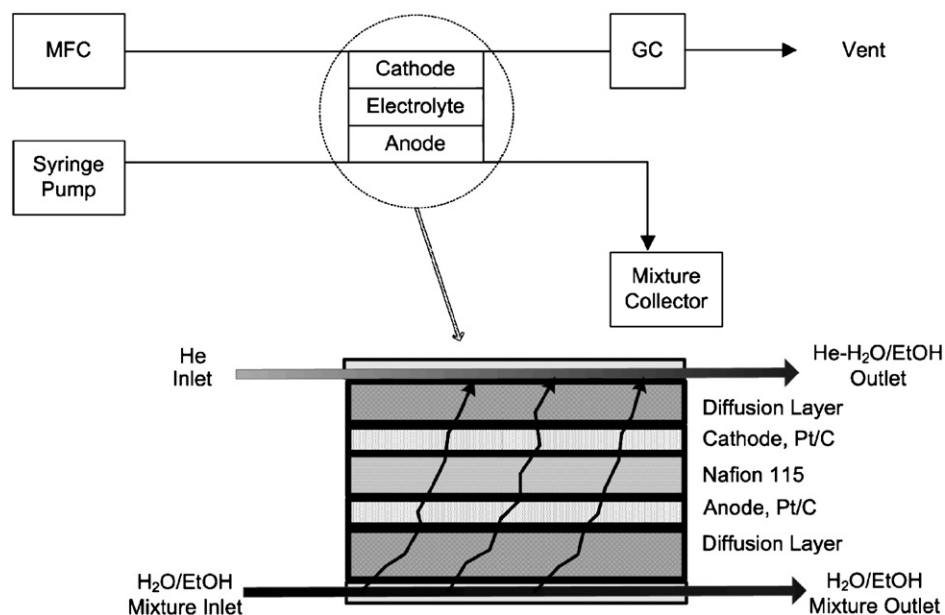 MFC
GC
Vent
Cathode
Electrolyte
Anode
Syringe
Pump
Mixture
Collector
He
Inlet
He-H₂O/EtOH
Outlet
Diffusion Layer
Cathode, Pt/C
Nafion 115
Anode, Pt/C
Diffusion Layer
H₂O/EtOH
Mixture Inlet
H₂O/EtOH
Mixture Outlet